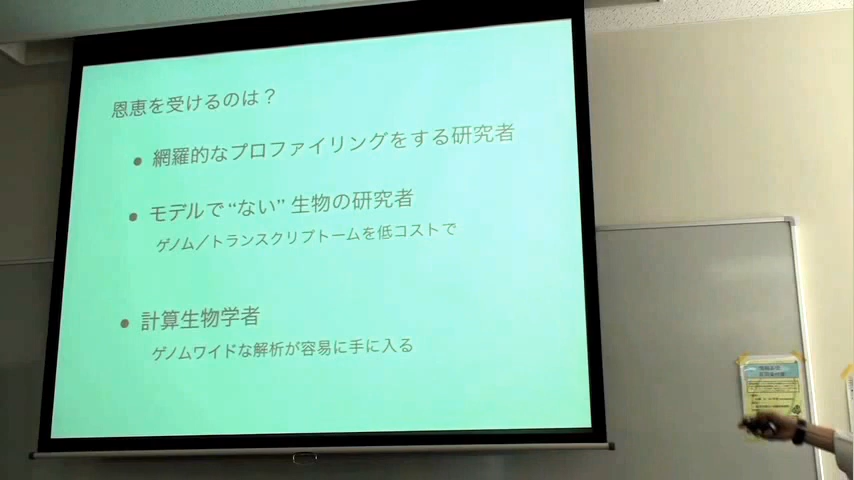 恩恵を受けるのは？
● 網羅的なプロファイリングをする研究者
● モデルで“ない” 生物の研究者
ゲノム／トランスクリプトームを低コストで
● 計算生物学者
ゲノムワイドな解析が容易に手に入る